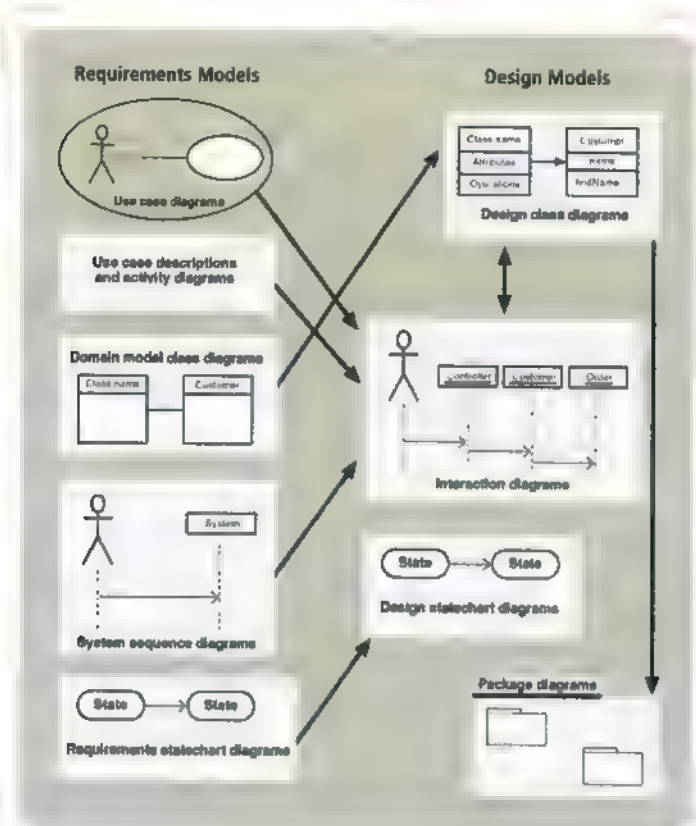 Requirements Models
Use case diagrams
Use case descriptions
and activity diagrams
Domain model class diagrams
Class name
Customer
System
System sequence diagrams
State
State
Requirements statechart diagrams
Design Models
Class name
Attributes
Operations
Customer
name
findName
Design class diagrams
Controller
Customer
Order
Interaction diagrams
State
State
Design statechart diagrams
Package diagrams